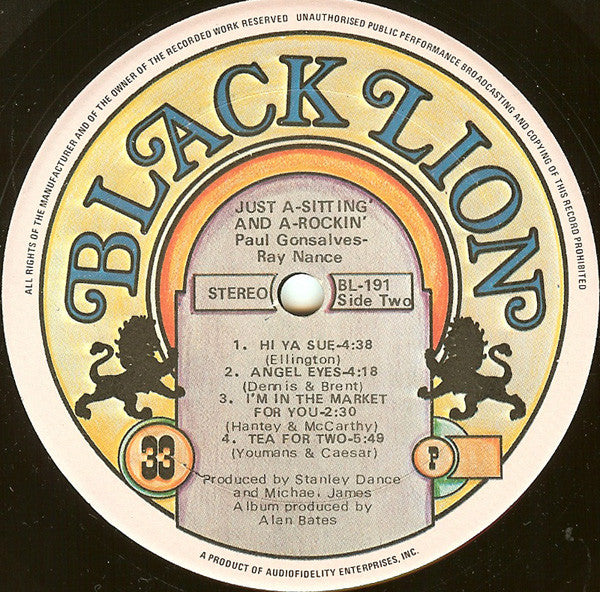 ALL RIGHTS OF THE MANUFACTURER AND OF THE OWNER OF THE RECORDED WORK RESERVED UNAUTHORISED PUBLIC PERFORMANCE BROADCASTING AND COPYING OF THIS RECORD PROHIBITED
BLACK LION
JUST A-SITTING'
AND A-ROCKIN'
Paul Gonsalves-
Ray Nance
STEREO
BL-191
Side Two
1. HI YA SUE-4:38
(Ellington)
2. ANGEL EYES-4:18
(Dennis & Brent)
3. I'M IN THE MARKET
FOR YOU-2:30
(Hantey & McCarthy)
4. TEA FOR TWO-5:49
(Youmans & Caesar)
33
P
Produced by Stanley Dance
and Michael James
Album produced by
Alan Bates
A PRODUCT OF AUDIOFIDELITY ENTERPRISES, INC.